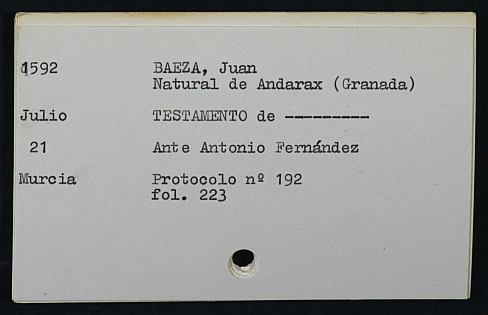 1592 BAEZA, Juan
Natural de Andarax (Granada)
Julio TESTAMENTO de ---------
21 Ante Antonio Fernández
Murcia Protocolo nº 192
fol. 223